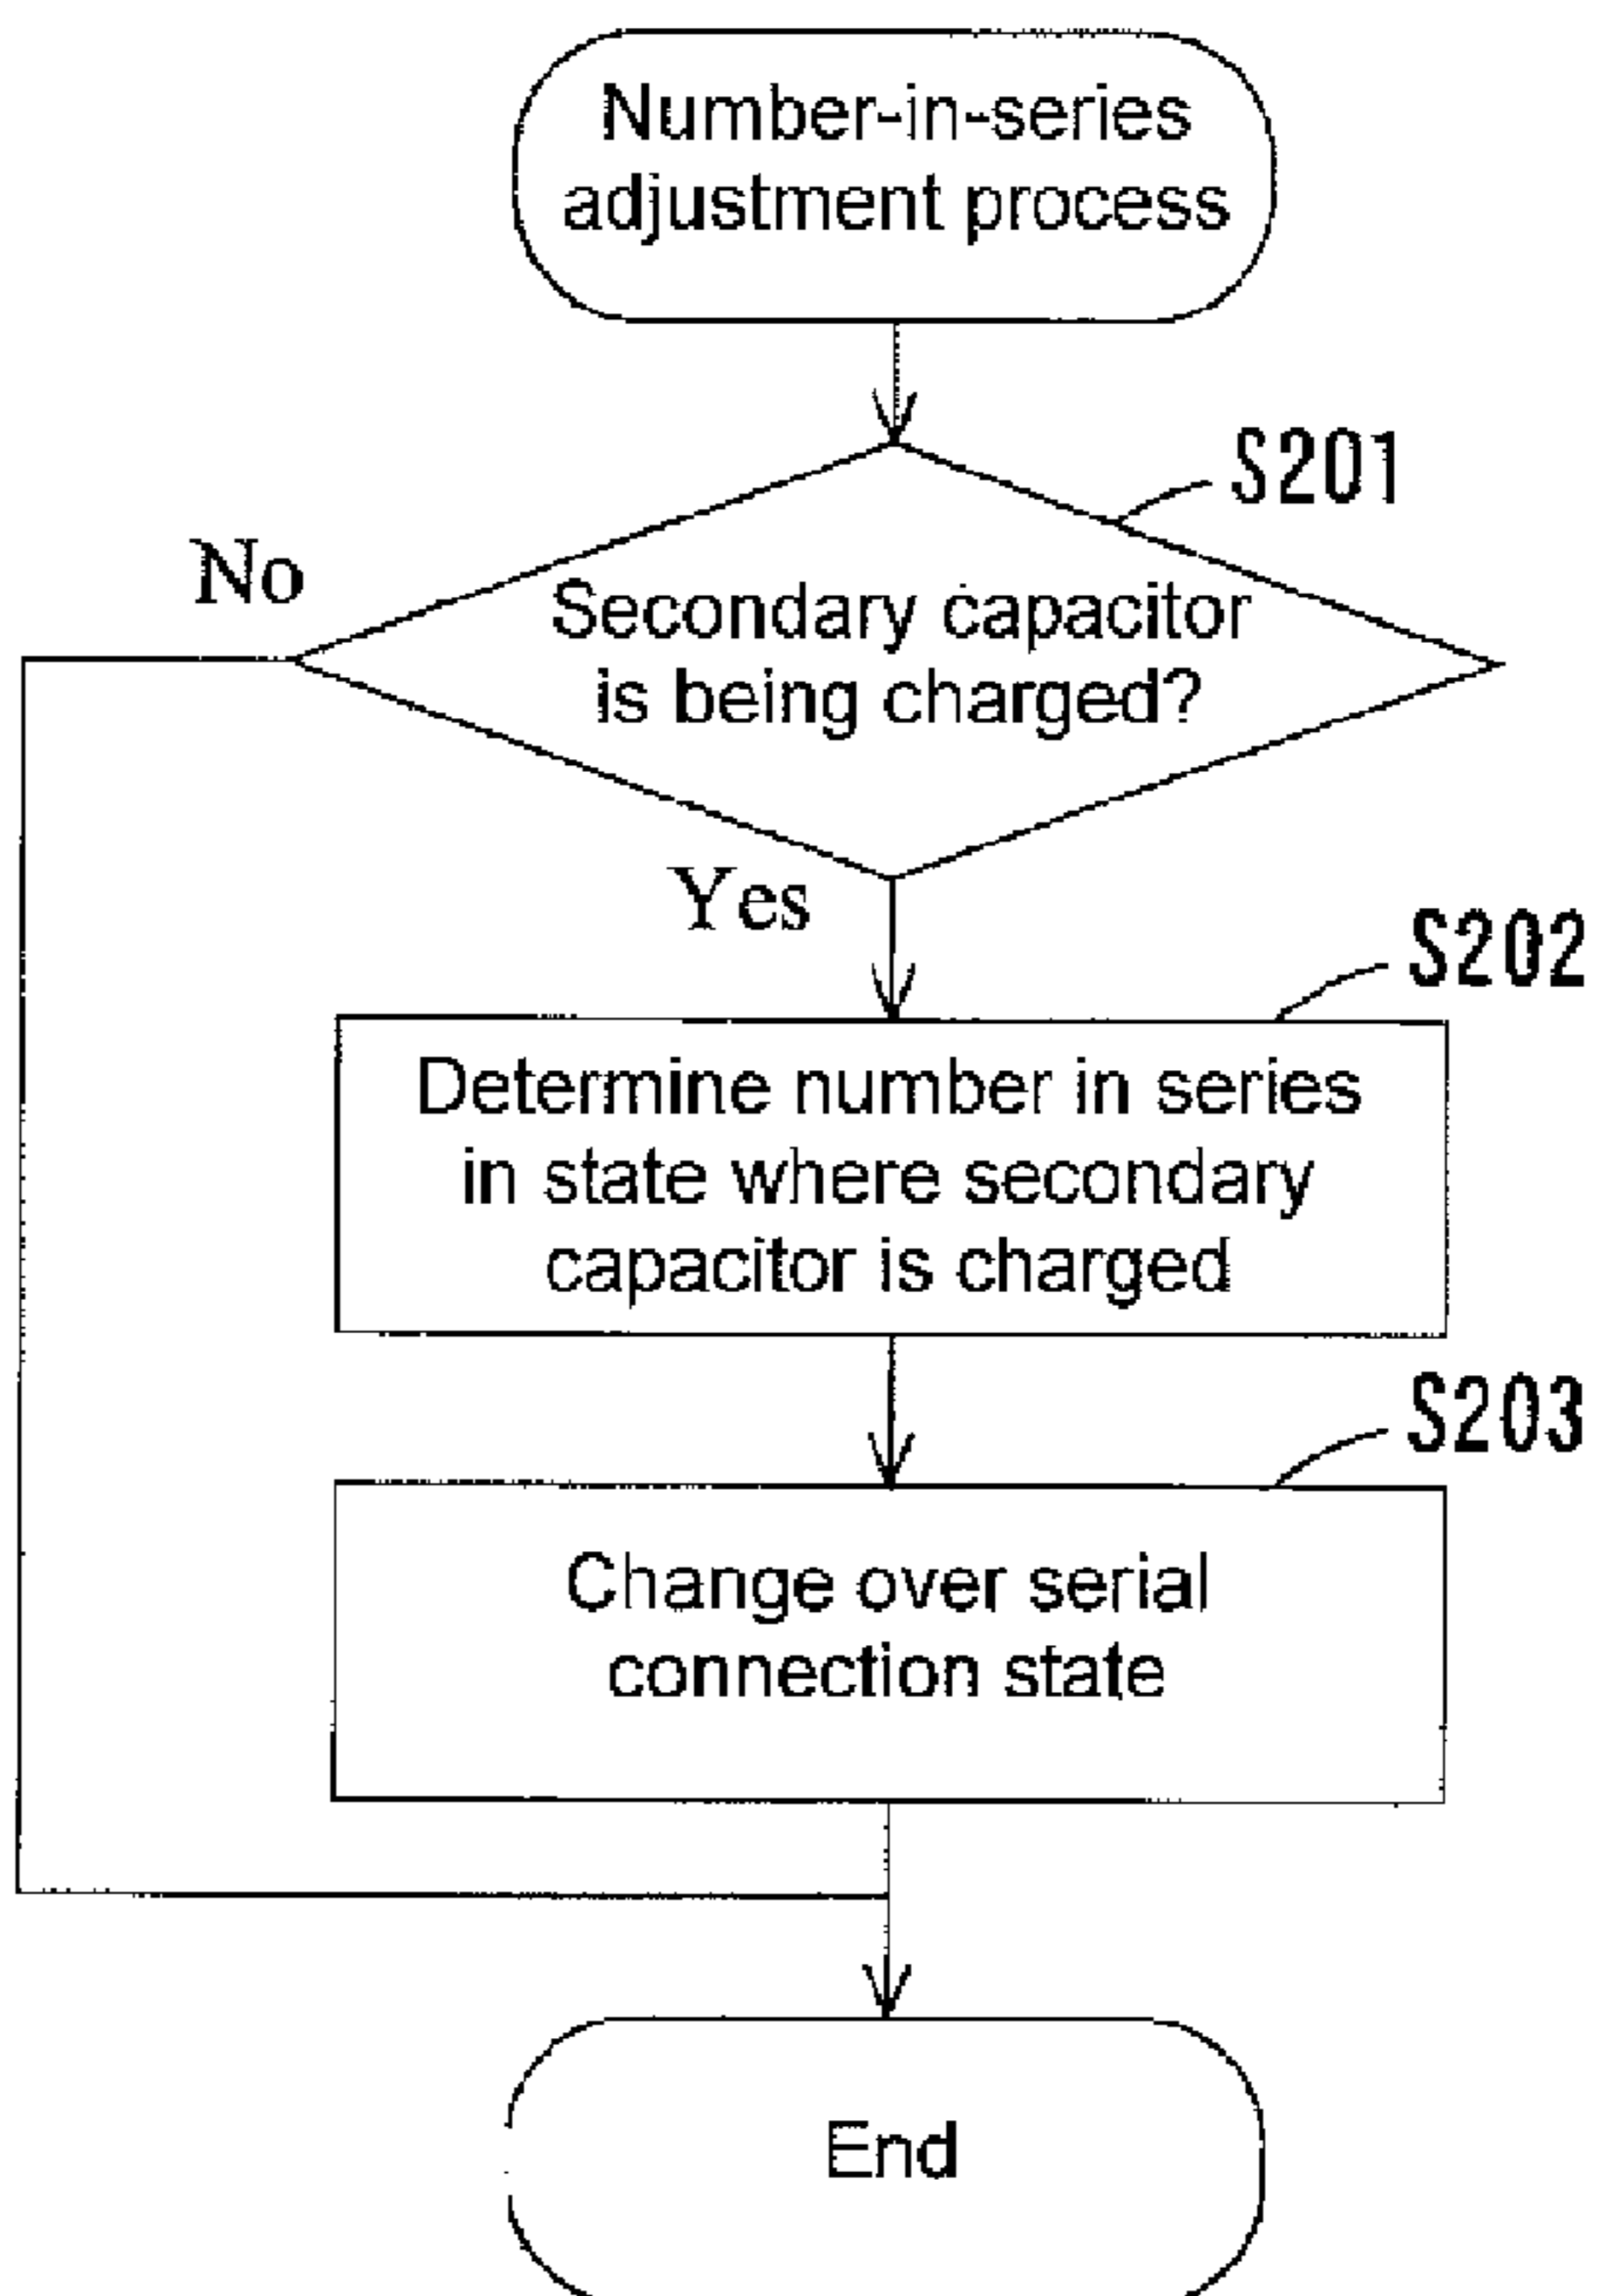 Number-in-series
adjustment process
S201
No
Secondary capacitor
is being charged?
Yes
S202
Determine number in series
in state where secondary
capacitor is charged
S203
Change over serial
connection state
End